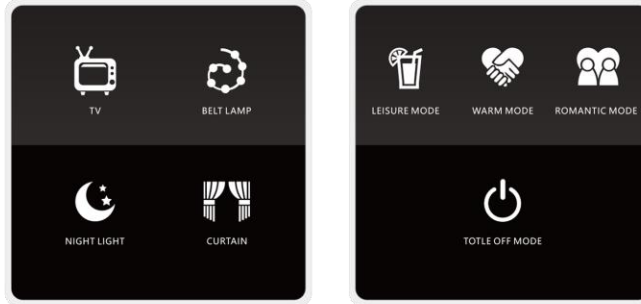 TV
BELT LAMP
NIGHT LIGHT
CURTAIN
LEISURE MODE
WARM MODE
ROMANTIC MODE
TOTLE OFF MODE